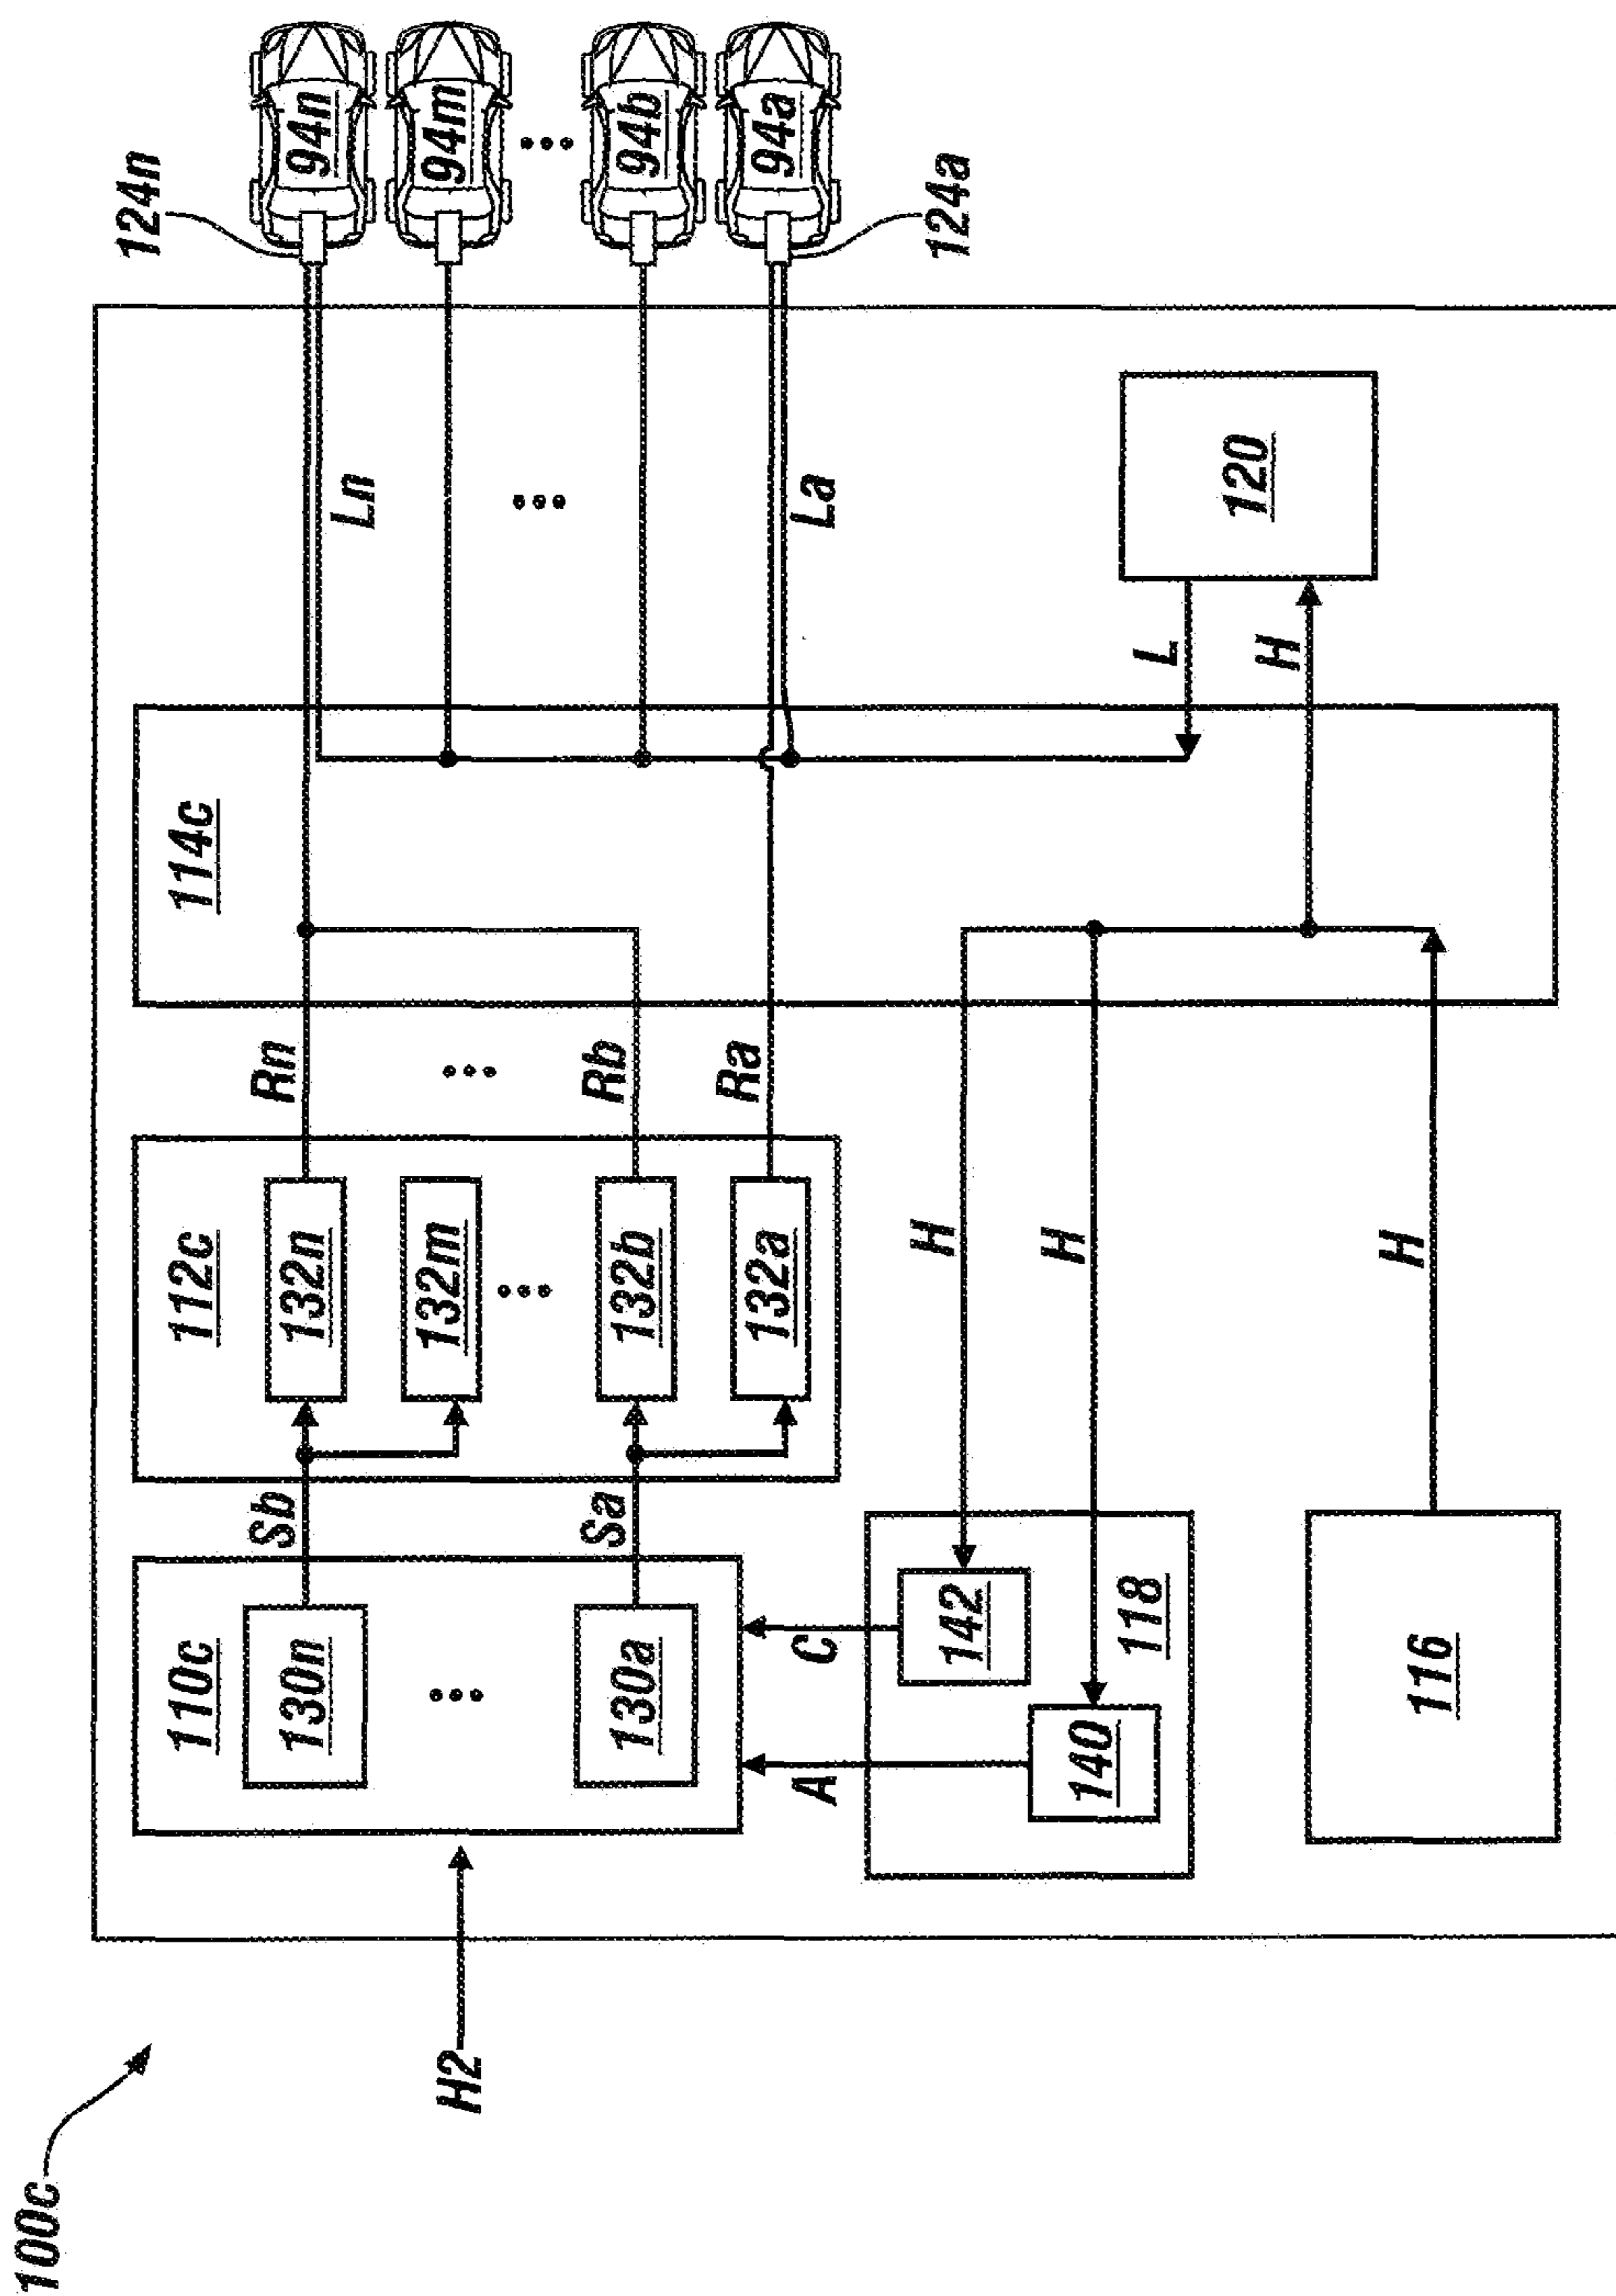 100c
H2
110c
130n
•••
130a
Sb
Sa
A
C
112c
132n
132m
•••
132b
132a
Rn
•••
Rb
Ra
114c
Ln
•••
La
124n
94n
94m
•••
94b
94a
124a
118
142
140
H
H
116
H
L
H
120